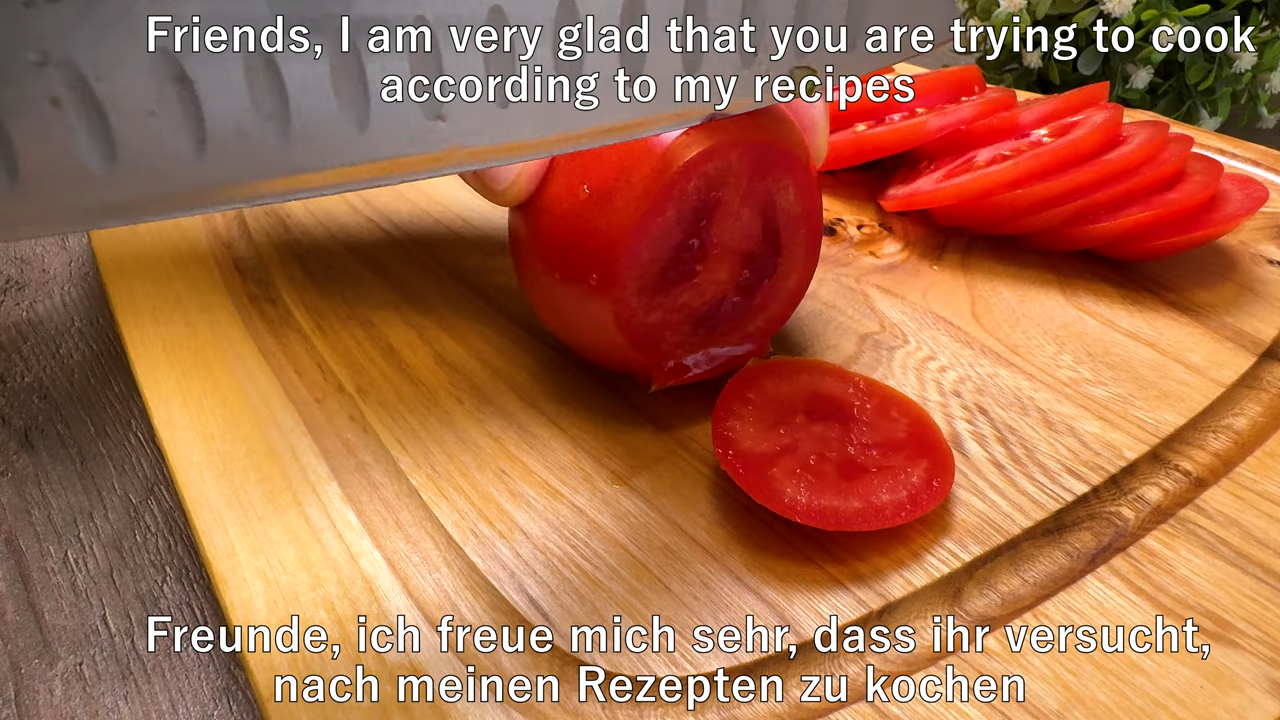 Friends, I am very glad that you are trying to cook
according to my recipes
Freunde, ich freue mich sehr, dass ihr versucht,
nach meinen Rezepten zu kochen